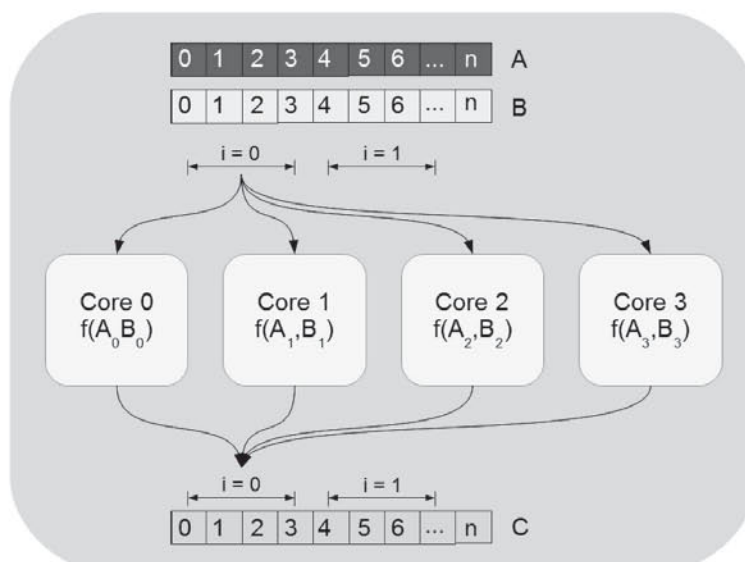 0 1 2 3 4 5 6 ... n A
0 1 2 3 4 5 6 ... n B
i = 0 i = 1
Core 0 Core 1 Core 2 Core 3
f(A₀B₀) f(A₁,B₁) f(A₂,B₂) f(A₃,B₃)
i = 0 i = 1
0 1 2 3 4 5 6 ... n C